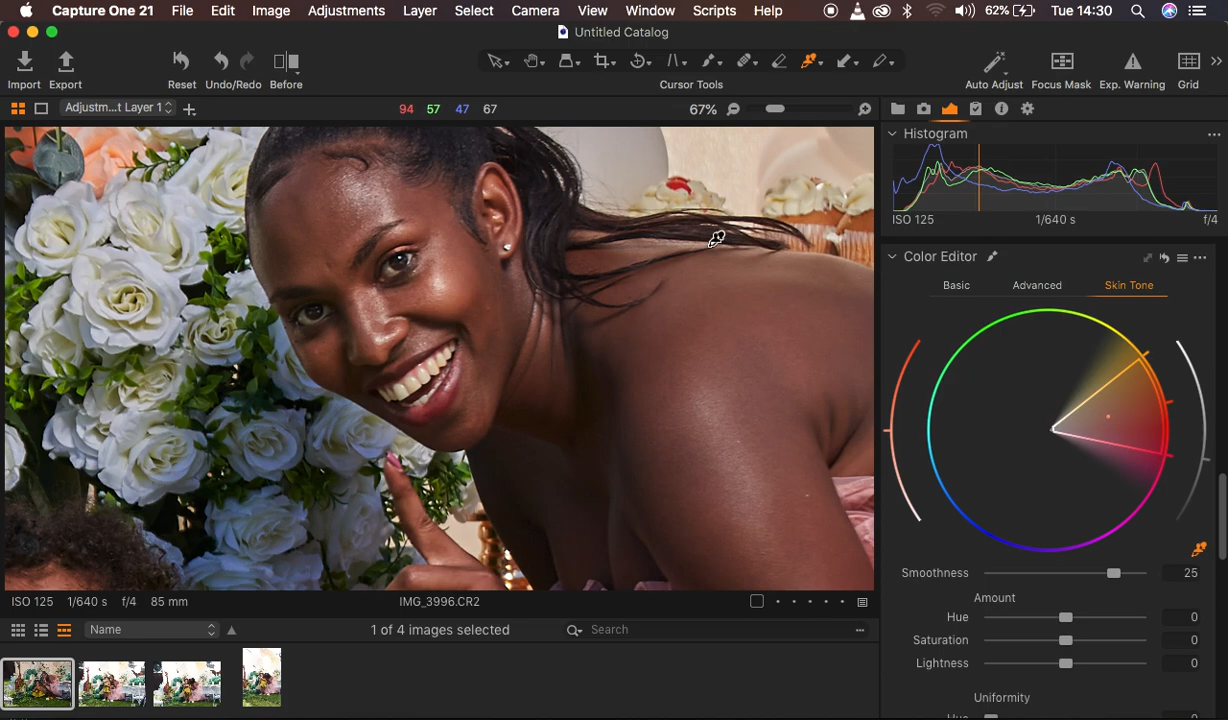 Capture One 21 File Edit Image Adjustments Layer Select Camera View Window Scripts Help 62% Tue 14:30
Untitled Catalog
Import Export Reset Undo/Redo Before Cursor Tools Auto Adjust Focus Mask Exp. Warning Grid
Adjustm...t Layer 1 94 57 47 67 67%
Histogram
ISO 125 1/640 s f/4
Color Editor
Basic Advanced Skin Tone
Smoothness 25
Amount
Hue 0
Saturation 0
Lightness 0
Uniformity
ISO 125 1/640 s f/4 85 mm IMG_3996.CR2
Name 1 of 4 images selected Search